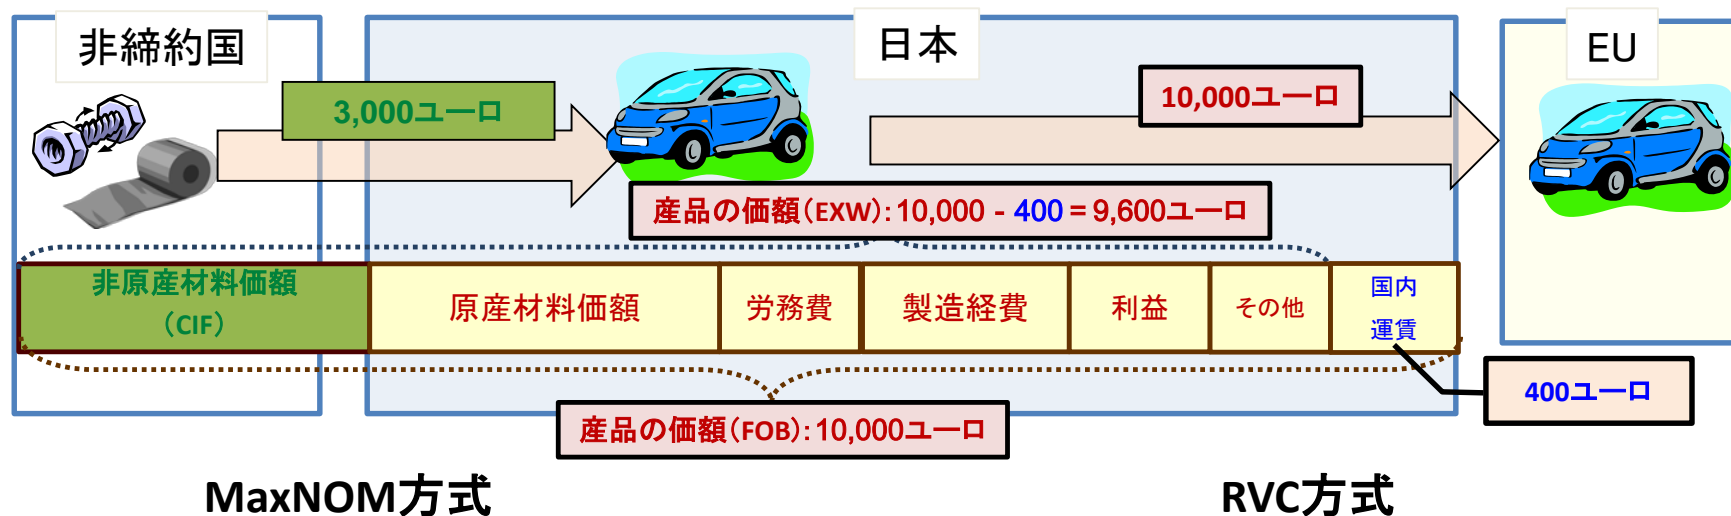 非締約国
日本
EU
3,000ユーロ
10,000ユーロ
産品の価額(EXW):10,000 - 400 = 9,600ユーロ
非原産材料価額
(CIF)
原産材料価額
労務費
製造経費
利益
その他
国内
運賃
400ユーロ
産品の価額(FOB):10,000ユーロ
MaxNOM方式
RVC方式